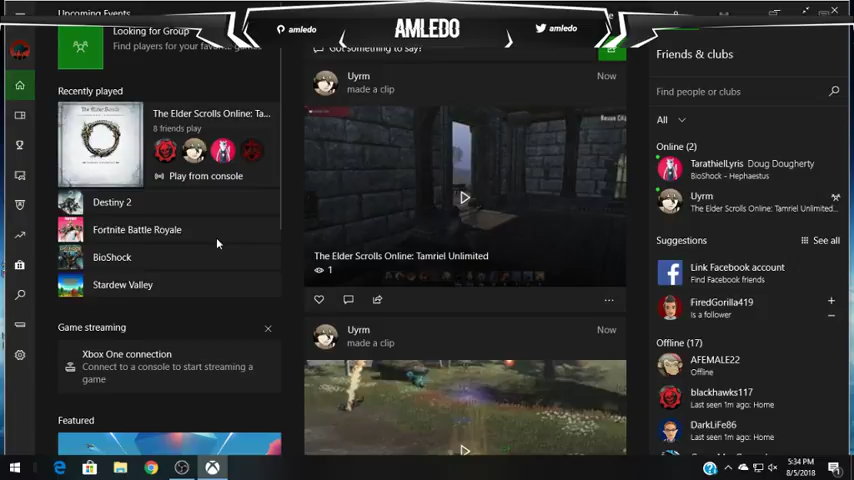 amledo
AMLEDO
amledo
Upcoming Events
Looking for Group
Find players for your favorite games
Recently played
The Elder Scrolls Online: Ta...
8 friends play
Play from console
Destiny 2
Fortnite Battle Royale
BioShock
Stardew Valley
Game streaming
Xbox One connection
Connect to a console to start streaming a
game
Featured
Got something to say?
Uyrm
Now
made a clip
The Elder Scrolls Online: Tamriel Unlimited
1
Uyrm
Now
made a clip
Friends & clubs
Find people or clubs
All
Online (2)
TarathielLyris Doug Dougherty
BioShock - Hephaestus
Uyrm
The Elder Scrolls Online: Tamriel Unlimited...
Suggestions
See all
Link Facebook account
Find Facebook friends
FiredGorilla419
Is a follower
Offline (17)
AFEMALE22
Offline
blackhawks117
Last seen 1m ago: Home
DarkLiFe86
Last seen 1m ago: Home
5:34 PM
8/5/2018